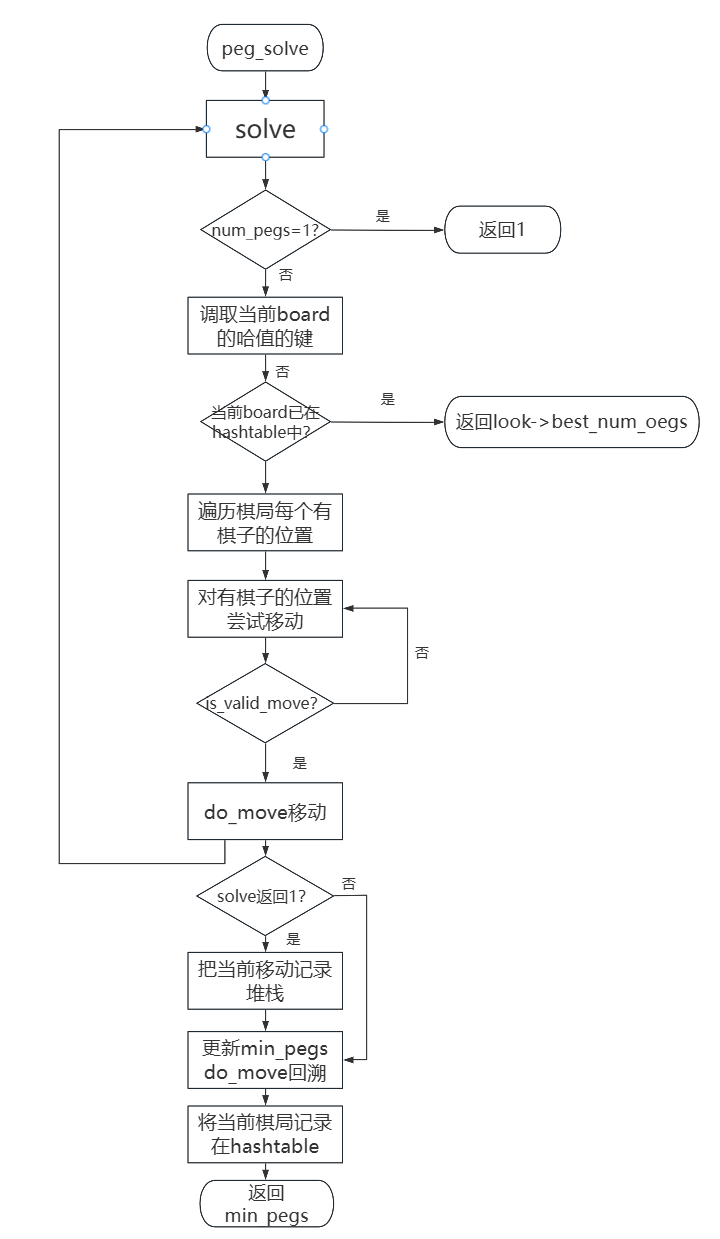 peg_solve
solve
num_pegs=1?
是
返回1
否
调取当前board
的哈值的键
否
当前board已在
hashtable中?
是
返回look->best_num_oegs
遍历棋局每个有
棋子的位置
对有棋子的位置
尝试移动
否
is_valid_move?
是
do_move移动
solve返回1?
否
是
把当前移动记录
堆栈
更新min_pegs
do_move回溯
将当前棋局记录
在hashtable
返回
min_pegs